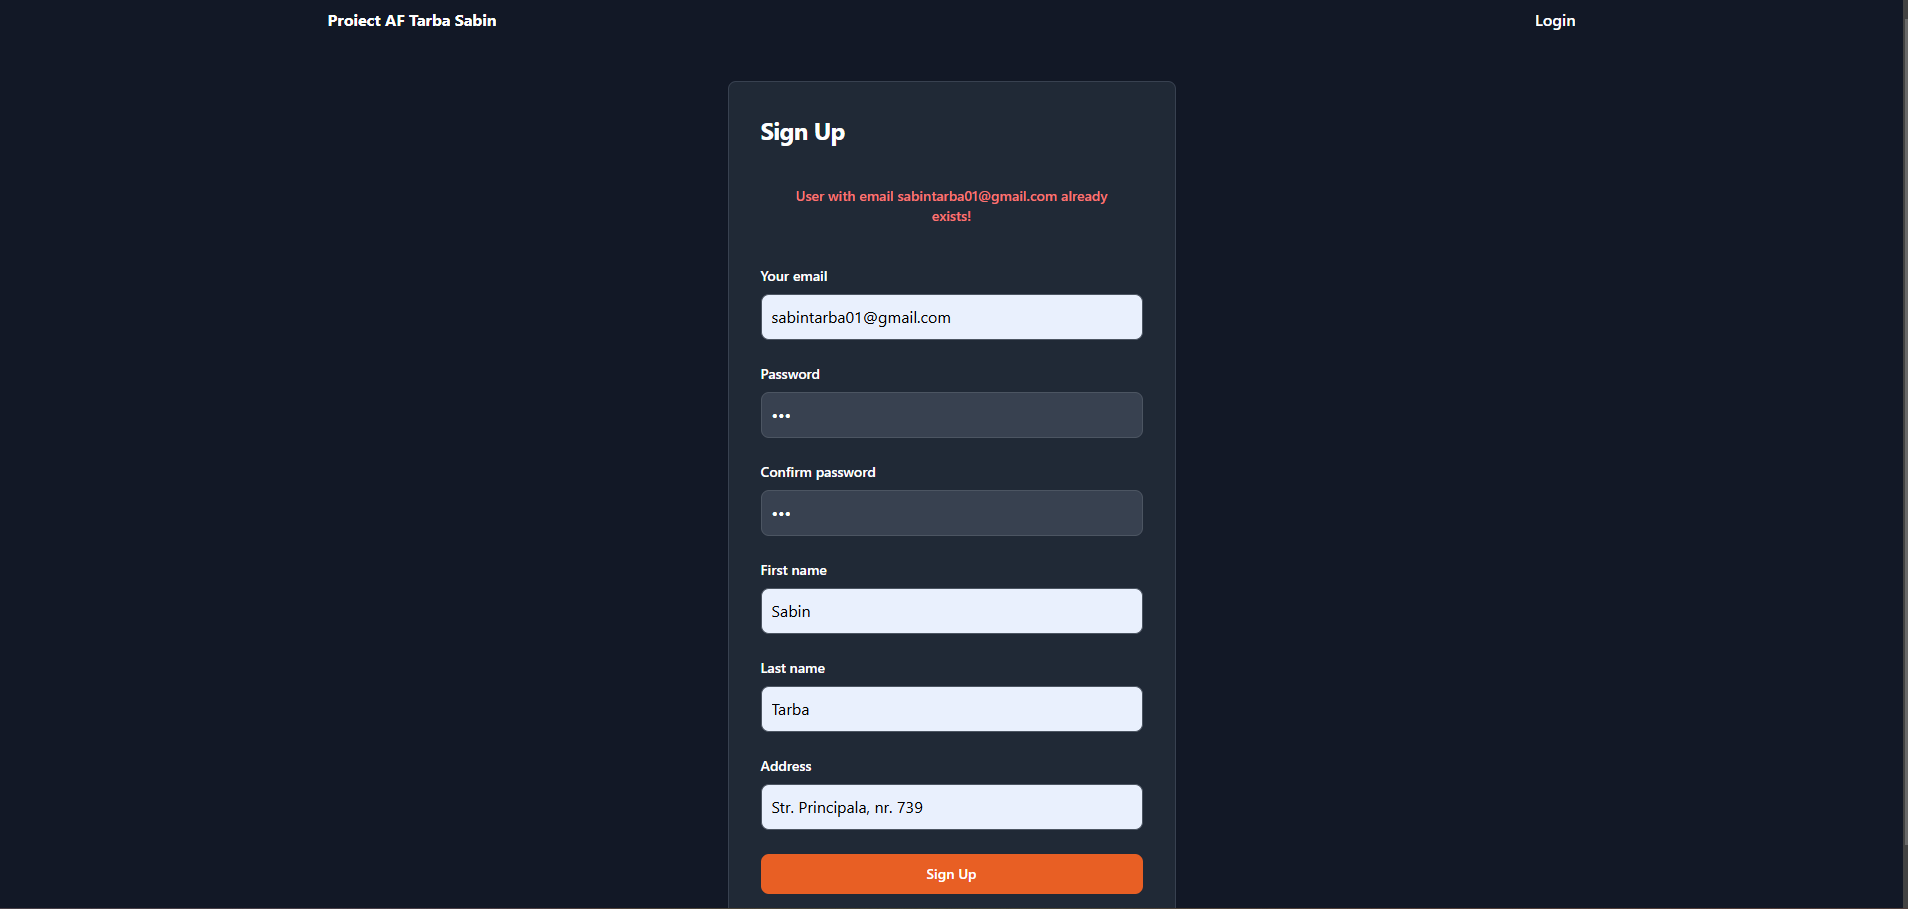 Proiect AF Tarba Sabin
Login
Sign Up
User with email sabintarba01@gmail.com already
exists!
Your email
sabintarba01@gmail.com
Password
•••
Confirm password
•••
First name
Sabin
Last name
Tarba
Address
Str. Principala, nr. 739
Sign Up